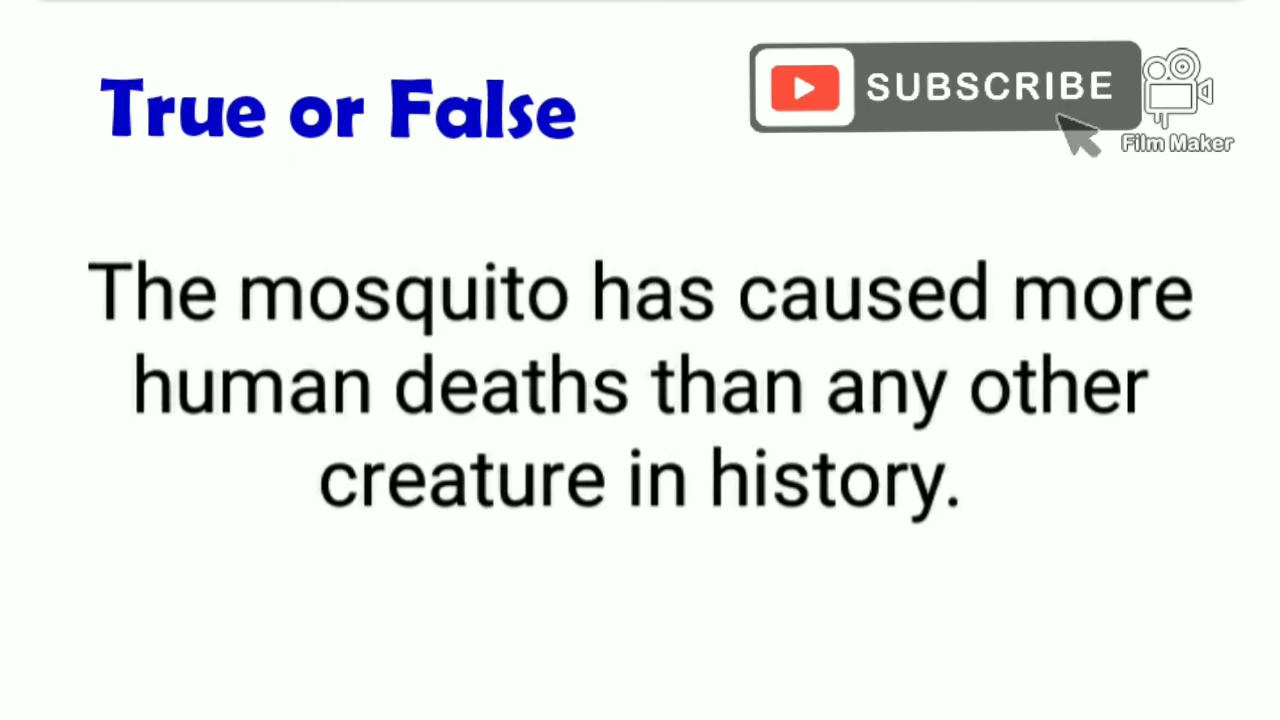 True or False
SUBSCRIBE
Film Maker
The mosquito has caused more
human deaths than any other
creature in history.